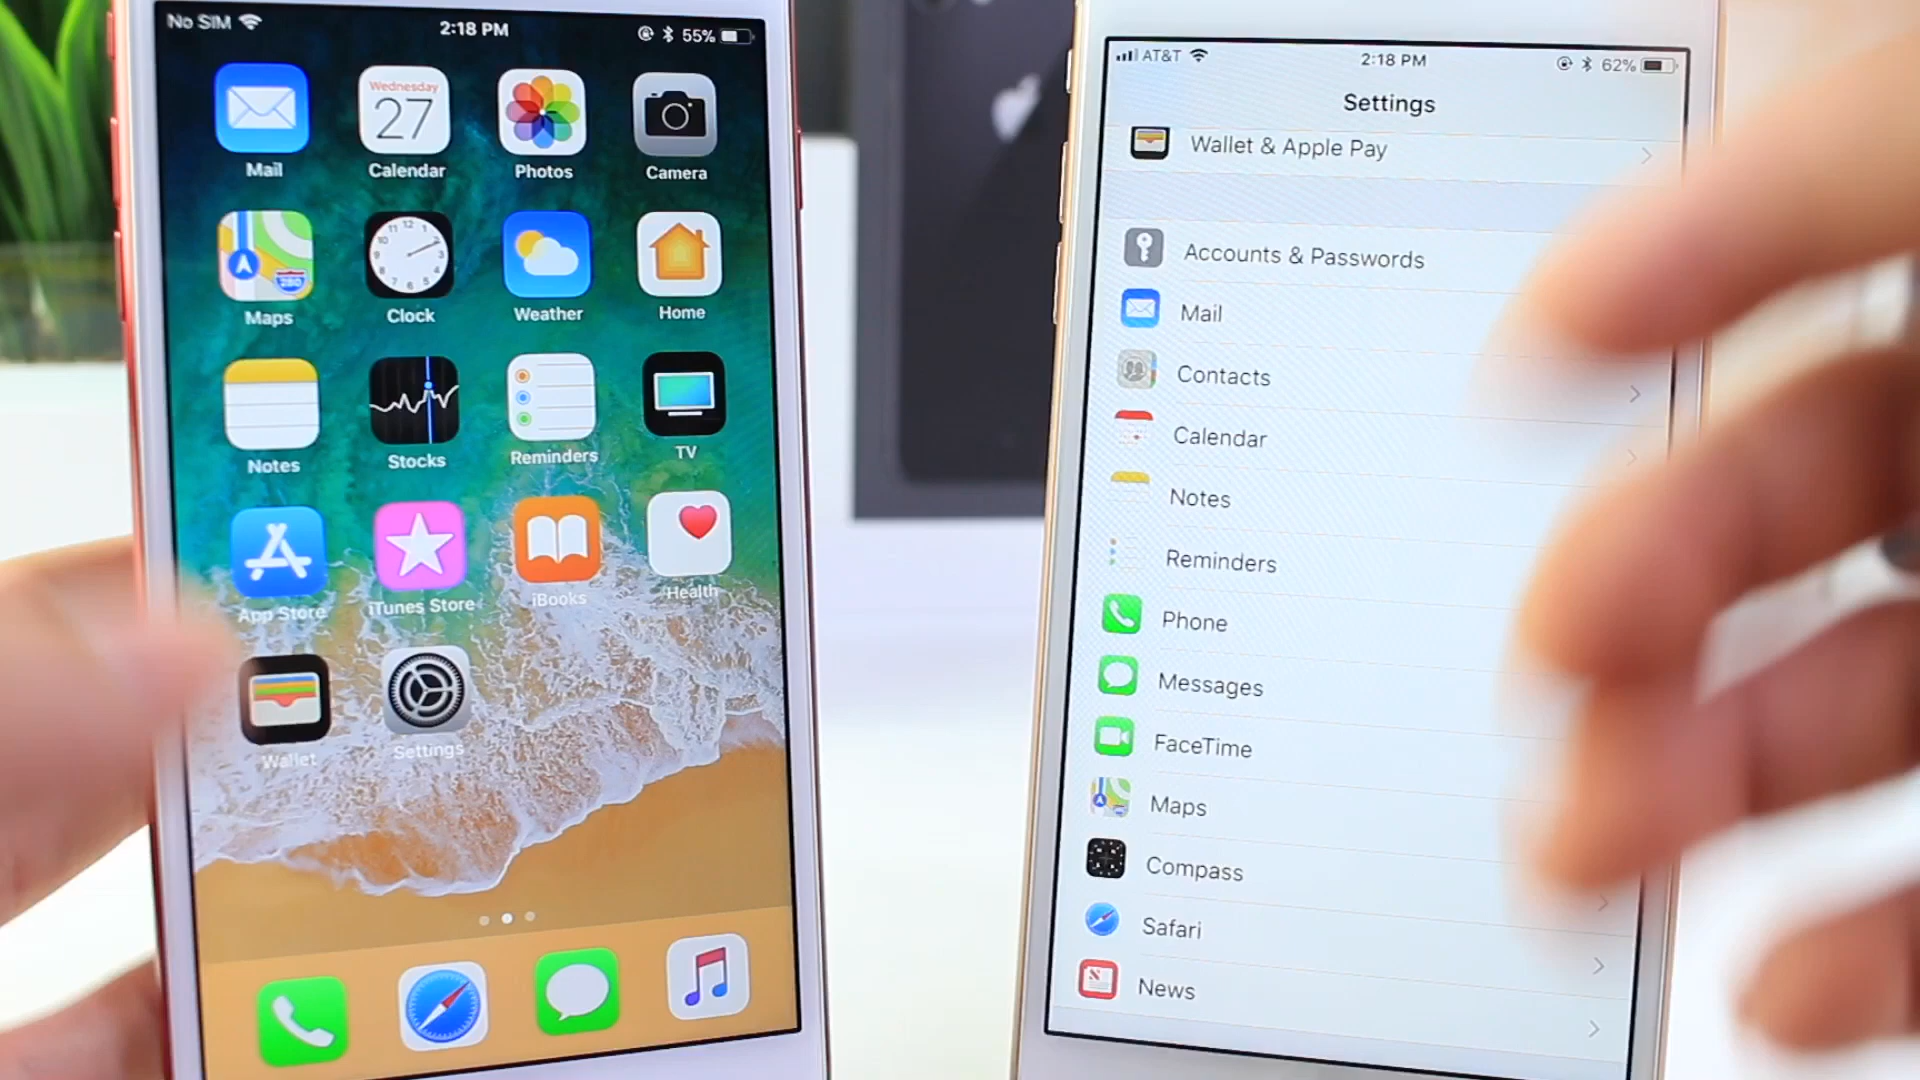 No SIM 2:18 PM 55%
Wednesday
27
Mail Calendar Photos Camera
280
Maps Clock Weather Home
Notes Stocks Reminders TV
App Store iTunes Store iBooks Health
Wallet Settings
AT&T 2:18 PM 62%
Settings
Wallet & Apple Pay
Accounts & Passwords
Mail
Contacts
Calendar
Notes
Reminders
Phone
Messages
FaceTime
Maps
Compass
Safari
News